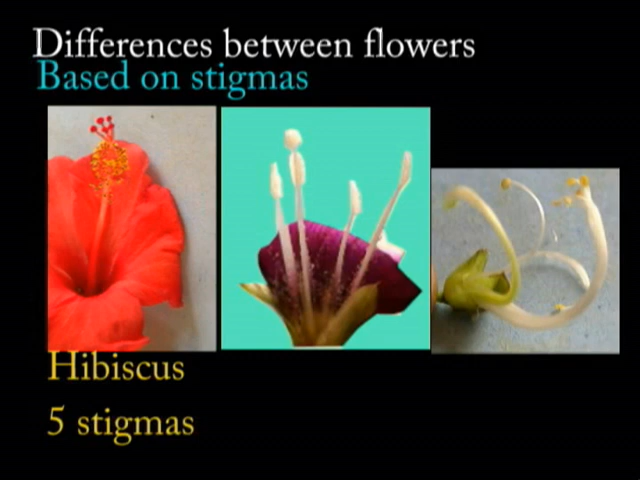 Differences between flowers
Based on stigmas
Hibiscus
5 stigmas